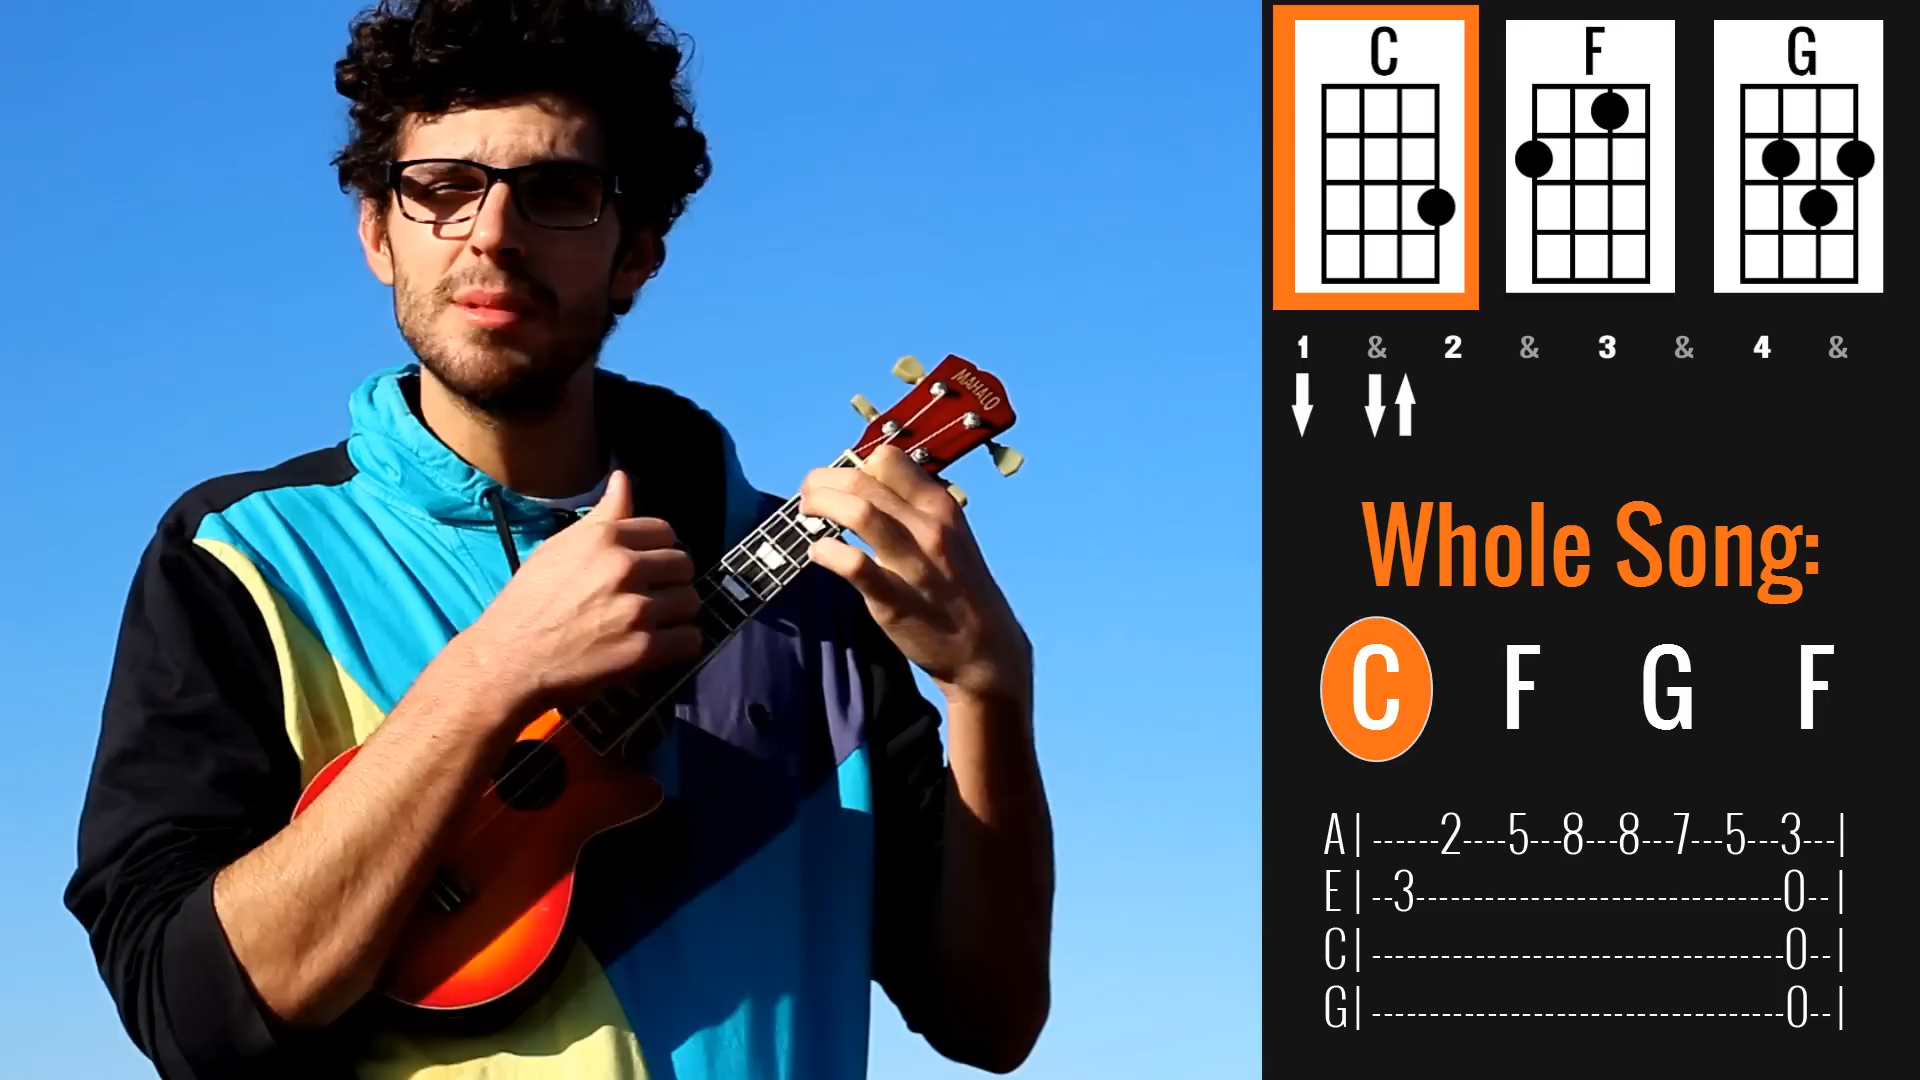 MAHALO
C F G
1 & 2 & 3 & 4 &
Whole Song:
C F G F
A|------2----5---8---8---7---5---3---|
E|--3--------------------------------0--|
C|------------------------------------0--|
G|------------------------------------0--|